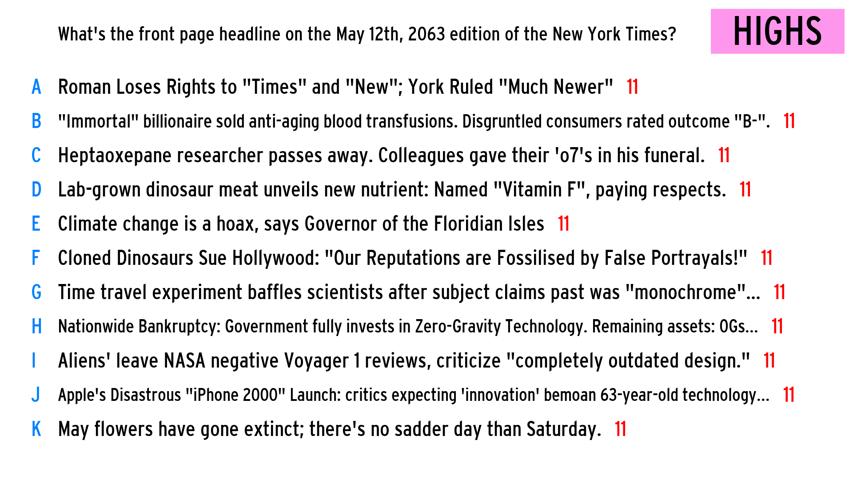 What's the front page headline on the May 12th, 2063 edition of the New York Times?
HIGHS
A Roman Loses Rights to "Times" and "New"; York Ruled "Much Newer" 11
B "Immortal" billionaire sold anti-aging blood transfusions. Disgruntled consumers rated outcome "B-". 11
C Heptaoxepane researcher passes away. Colleagues gave their 'o7's in his funeral. 11
D Lab-grown dinosaur meat unveils new nutrient: Named "Vitamin F", paying respects. 11
E Climate change is a hoax, says Governor of the Floridian Isles 11
F Cloned Dinosaurs Sue Hollywood: "Our Reputations are Fossilised by False Portrayals!" 11
G Time travel experiment baffles scientists after subject claims past was "monochrome"... 11
H Nationwide Bankruptcy: Government fully invests in Zero-Gravity Technology. Remaining assets: 0Gs... 11
I Aliens' leave NASA negative Voyager 1 reviews, criticize "completely outdated design." 11
J Apple's Disastrous "iPhone 2000" Launch: critics expecting 'innovation' bemoan 63-year-old technology... 11
K May flowers have gone extinct; there's no sadder day than Saturday. 11